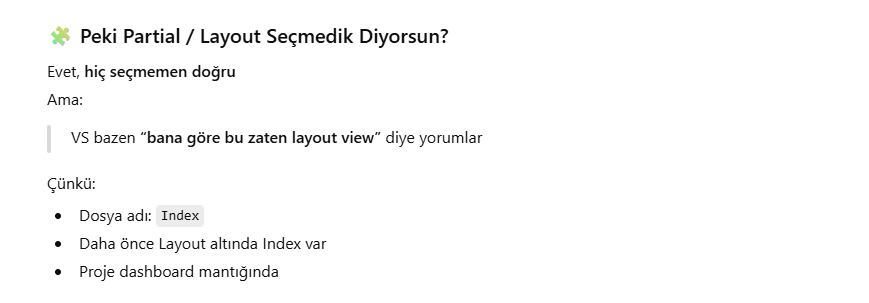 🧩 Peki Partial / Layout Seçmedik Diyorsun?
Evet, hiç seçmemen doğru
Ama:
VS bazen “bana göre bu zaten layout view” diye yorumlar
Çünkü:
• Dosya adı: Index
• Daha önce Layout altında Index var
• Proje dashboard mantığında